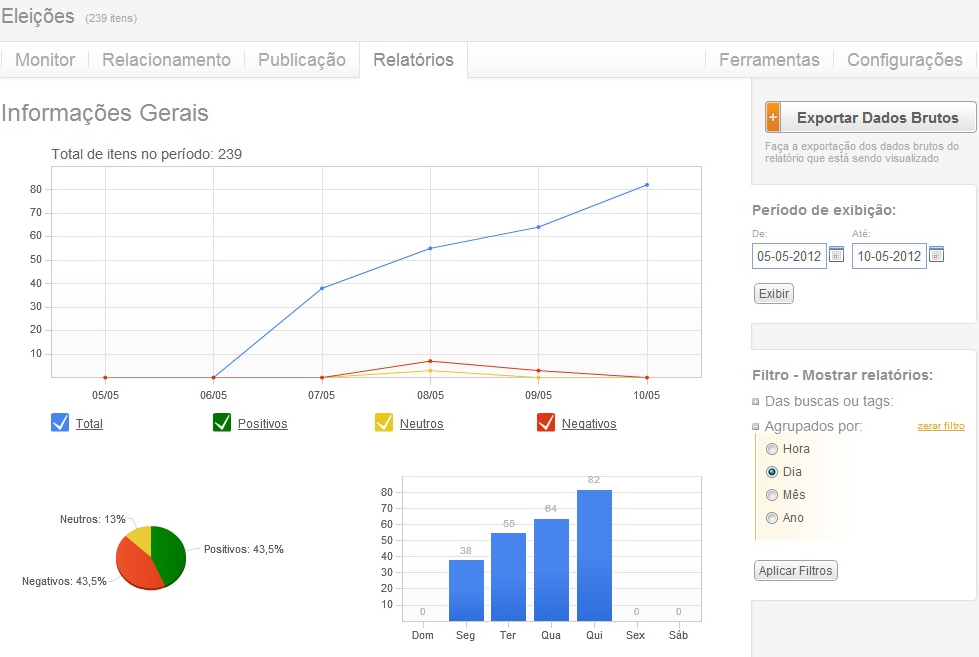 Eleições (239 itens)
Monitor Relacionamento Publicação Relatórios Ferramentas Configurações
Informações Gerais
Total de itens no período: 239
80
70
60
50
40
30
20
10
05/05 06/05 07/05 08/05 09/05 10/05
Total Positivos Neutros Negativos
Neutros: 13%
Positivos: 43,5%
Negativos: 43,5%
80
70
60
50
40
30
20
10
0 38 55 64 82 0 0
Dom Seg Ter Qua Qui Sex Sáb
+ Exportar Dados Brutos
Faça a exportação dos dados brutos do
relatório que está sendo visualizado
Período de exibição:
De: Até:
05-05-2012 10-05-2012
Exibir
Filtro - Mostrar relatórios:
Das buscas ou tags:
Agrupados por: zerar filtro
Hora
Dia
Mês
Ano
Aplicar Filtros